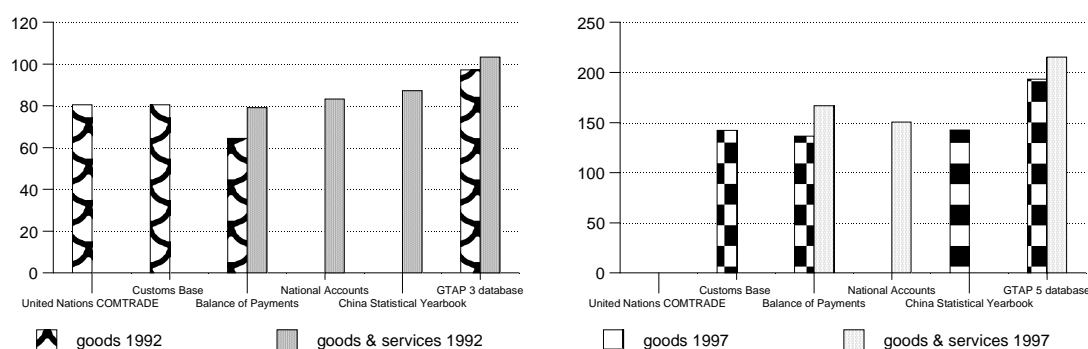 120
100
80
60
40
20
0
Customs Base
National Accounts
GTAP 3 database
United Nations COMTRADE
Balance of Payments
China Statistical Yearbook
goods 1992
goods & services 1992
250
200
150
100
50
0
Customs Base
National Accounts
GTAP 5 database
United Nations COMTRADE
Balance of Payments
China Statistical Yearbook
goods 1997
goods & services 1997